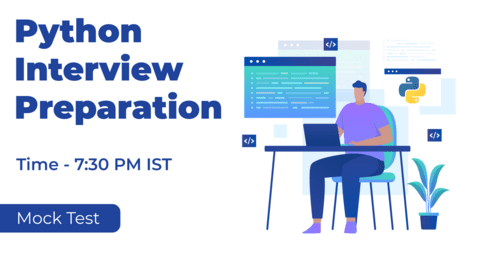 Python
Interview
Preparation
Time - 7:30 PM IST
Mock Test
</>
</>
</>